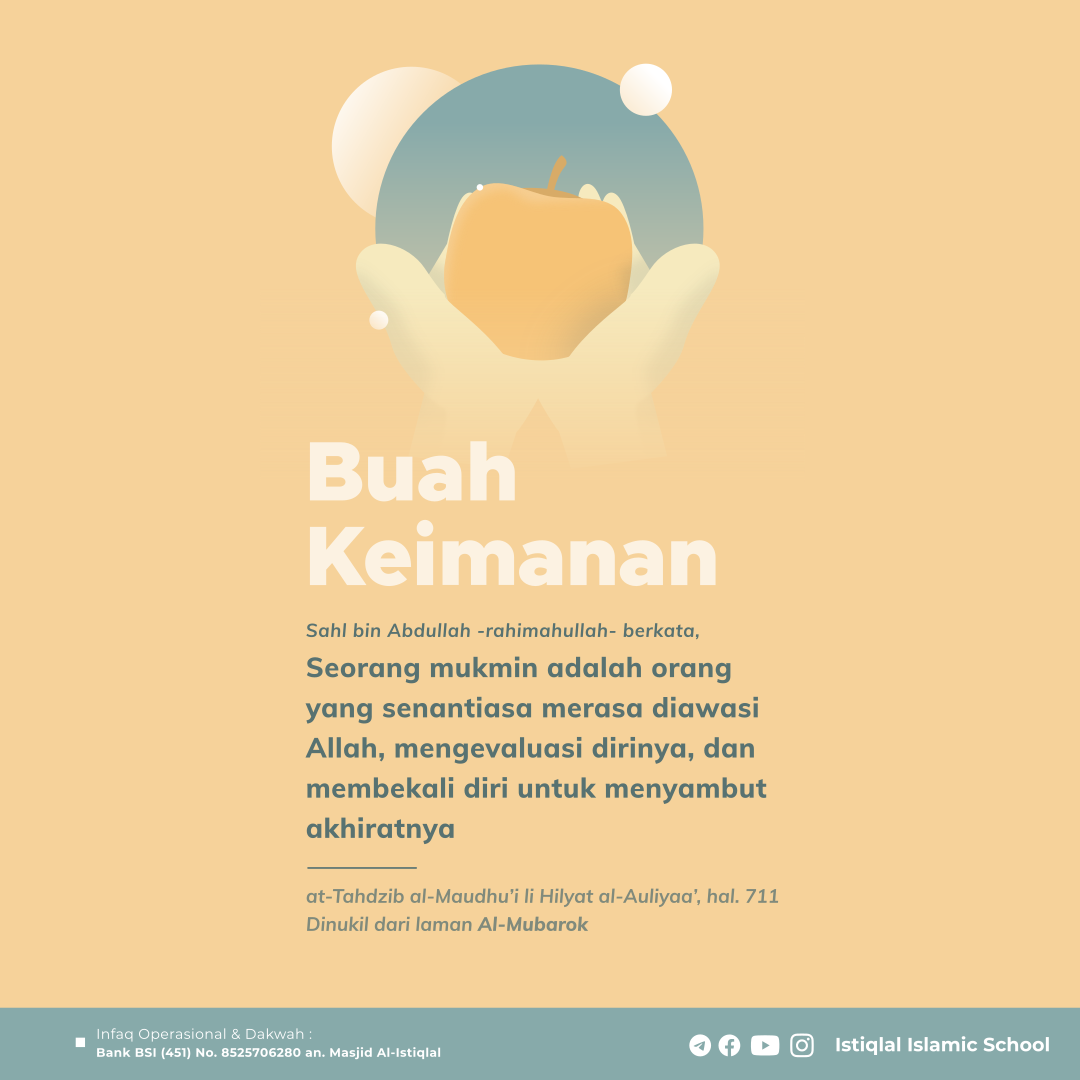 Buah
Keimanan
Sahl bin Abdullah -rahimahullah- berkata,
Seorang mukmin adalah orang
yang senantiasa merasa diawasi
Allah, mengevaluasi dirinya, dan
membekali diri untuk menyambut
akhiratnya
at-Tahdzib al-Maudhu’i li Hilyat al-Auliyaa’, hal. 711
Dinukil dari laman Al-Mubarok
Infaq Operasional & Dakwah :
Bank BSI (451) No. 8525706280 an. Masjid Al-Istiqlal
Istiqlal Islamic School